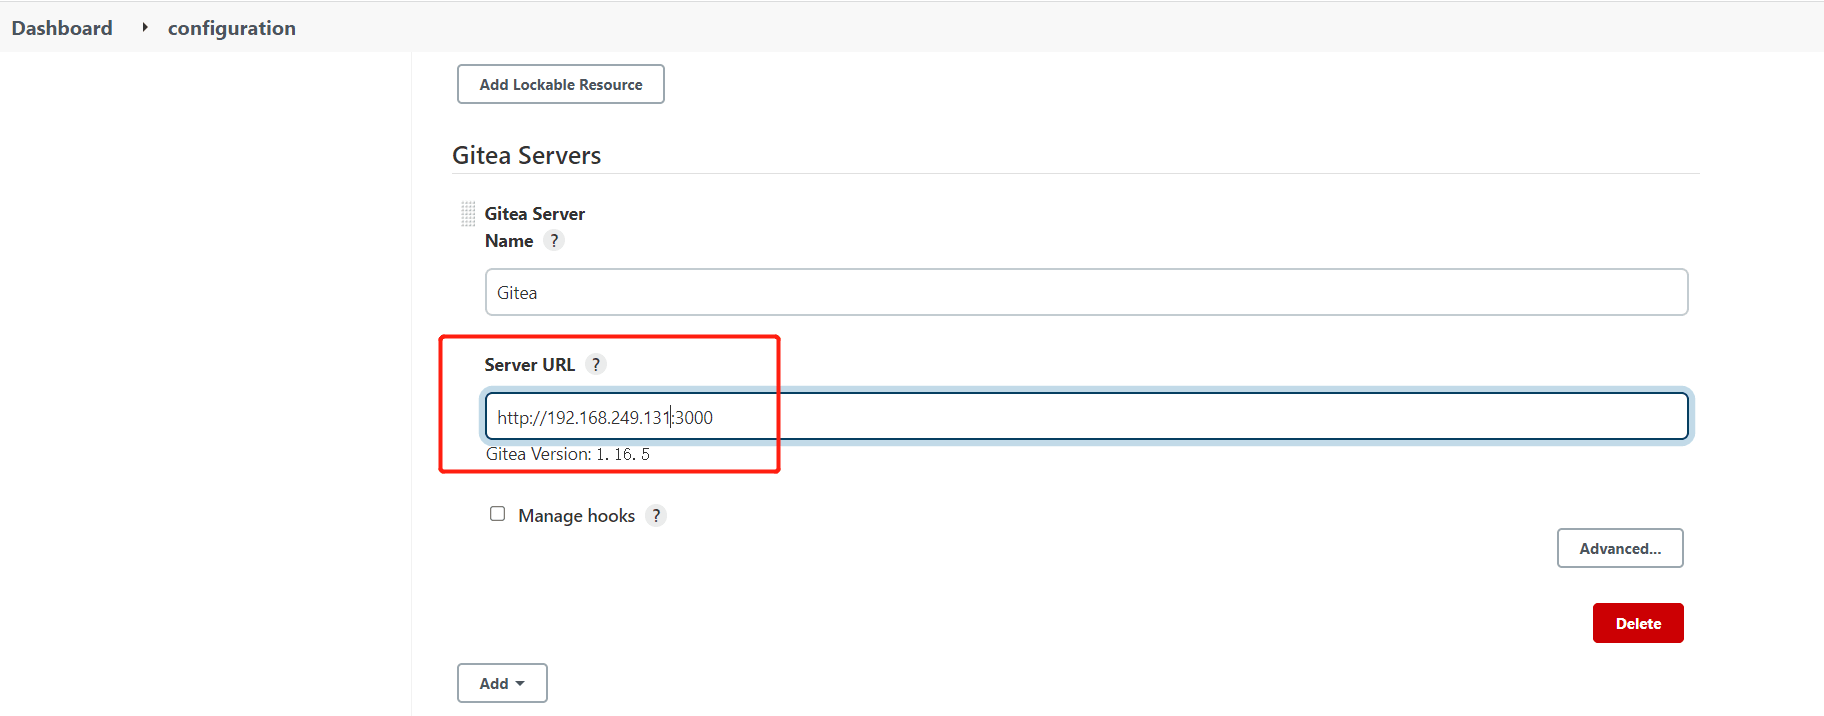 Dashboard configuration
Add Lockable Resource
Gitea Servers
Gitea Server
Name ?
Gitea
Server URL ?
http://192.168.249.131:3000
Gitea Version: 1.16.5
Manage hooks ?
Advanced...
Delete
Add